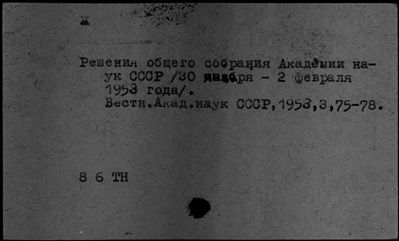 Ж
Решения общего собрания Академии на-
ук СССР /30 января - 2 февраля
1953 года/.
Вестн.Акад.наук СССР,1953,3,75-78.
8 6 ТН